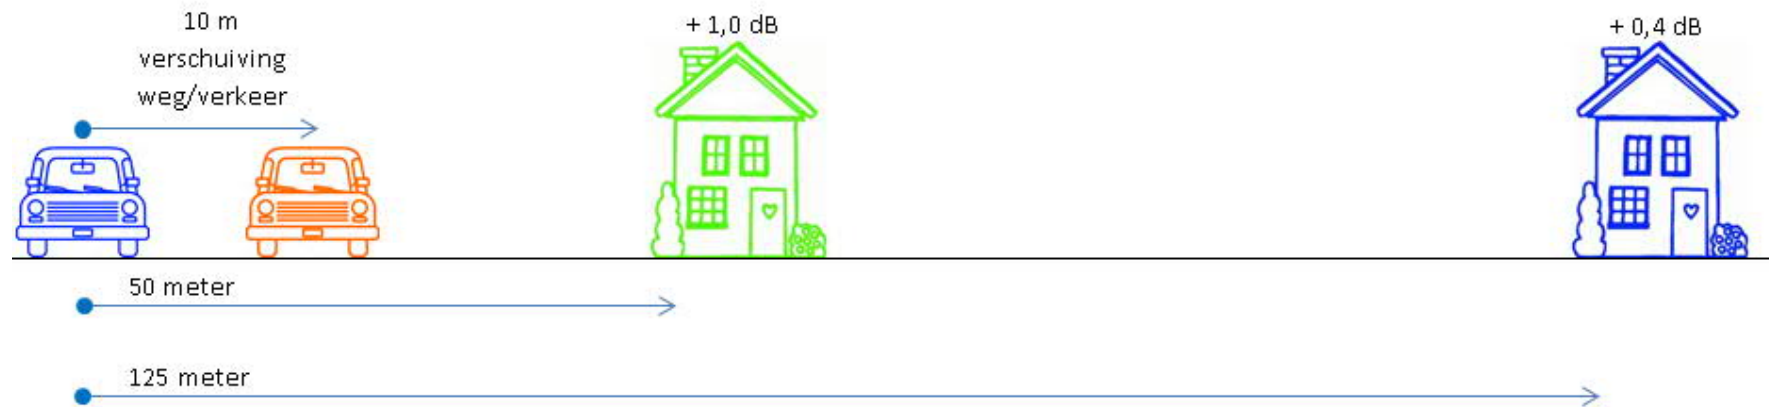 10 m
verschuiving
weg/verkeer
+ 1,0 dB
+ 0,4 dB
50 meter
125 meter